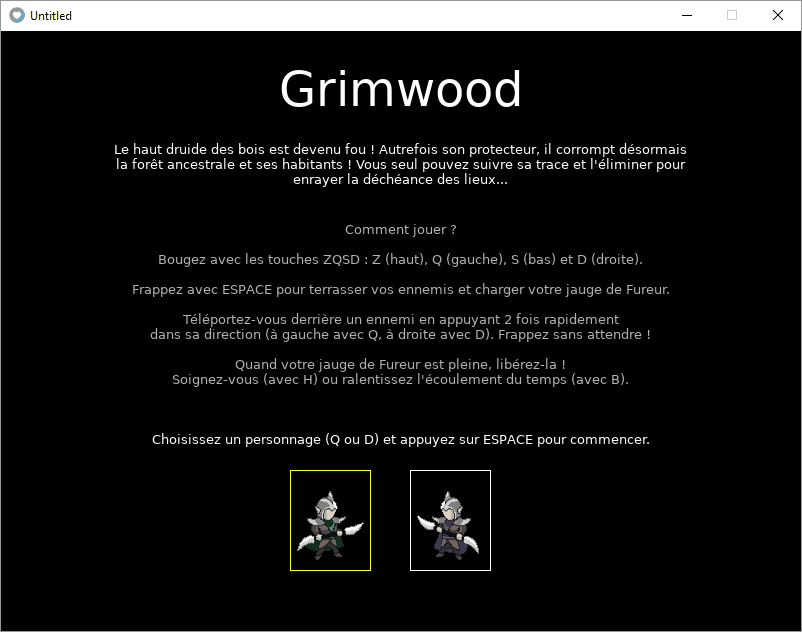 Untitled
Grimwood
Le haut druide des bois est devenu fou ! Autrefois son protecteur, il corrompt désormais
la forêt ancestrale et ses habitants ! Vous seul pouvez suivre sa trace et l'éliminer pour
enrayer la déchéance des lieux...
Comment jouer ?
Bougez avec les touches ZQSD : Z (haut), Q (gauche), S (bas) et D (droite).
Frappez avec ESPACE pour terrasser vos ennemis et charger votre jauge de Fureur.
Téléportez-vous derrière un ennemi en appuyant 2 fois rapidement
dans sa direction (à gauche avec Q, à droite avec D). Frappez sans attendre !
Quand votre jauge de Fureur est pleine, libérez-la !
Soignez-vous (avec H) ou ralentissez l'écoulement du temps (avec B).
Choisissez un personnage (Q ou D) et appuyez sur ESPACE pour commencer.